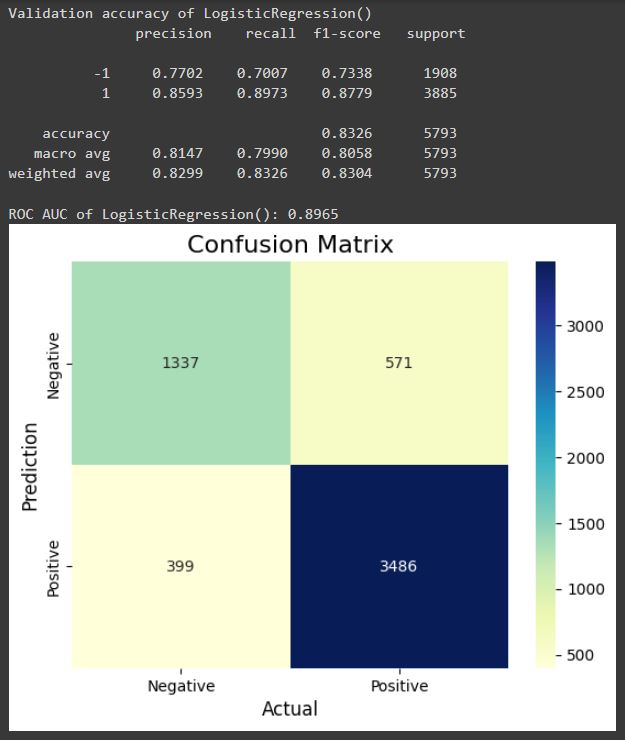 Validation accuracy of LogisticRegression()
precision recall f1-score support
-1 0.7702 0.7007 0.7338 1908
1 0.8593 0.8973 0.8779 3885
accuracy 0.8326 5793
macro avg 0.8147 0.7990 0.8058 5793
weighted avg 0.8299 0.8326 0.8304 5793
ROC AUC of LogisticRegression(): 0.8965
Confusion Matrix
Prediction
Negative
1337 571
Positive
399 3486
Negative Positive
Actual
3000
2500
2000
1500
1000
500